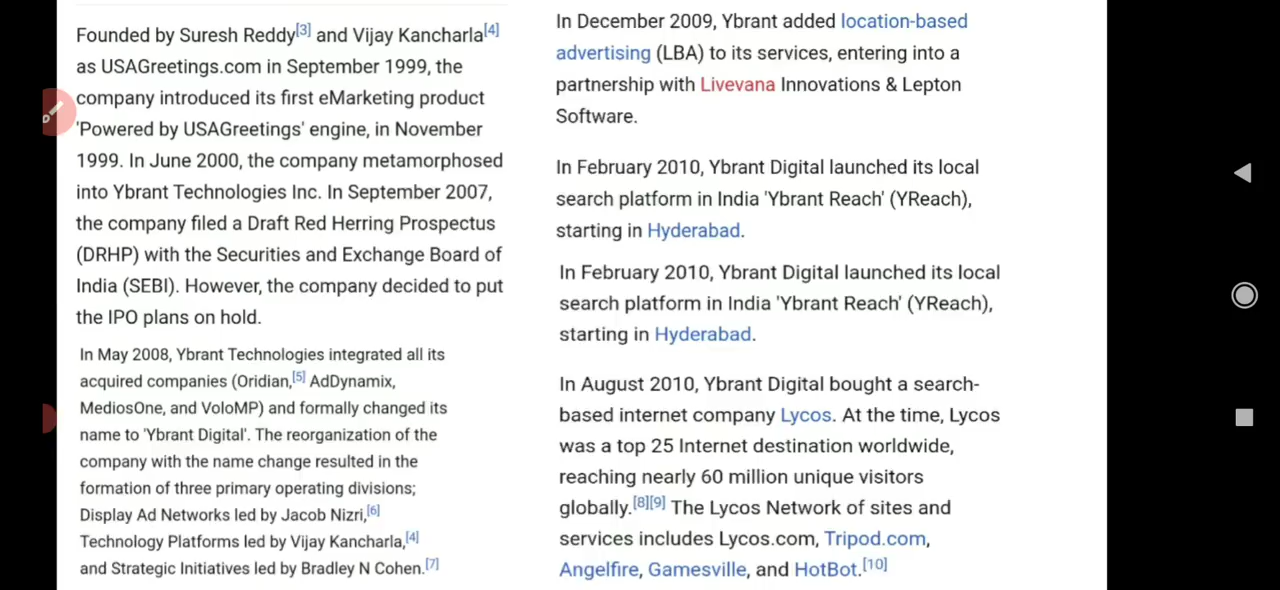 Founded by Suresh Reddy[3] and Vijay Kancharla[4]
as USAGreetings.com in September 1999, the
company introduced its first eMarketing product
'Powered by USAGreetings' engine, in November
1999. In June 2000, the company metamorphosed
into Ybrant Technologies Inc. In September 2007,
the company filed a Draft Red Herring Prospectus
(DRHP) with the Securities and Exchange Board of
India (SEBI). However, the company decided to put
the IPO plans on hold.
In May 2008, Ybrant Technologies integrated all its
acquired companies (Oridian,[5] AdDynamix,
MediosOne, and VoloMP) and formally changed its
name to 'Ybrant Digital'. The reorganization of the
company with the name change resulted in the
formation of three primary operating divisions;
Display Ad Networks led by Jacob Nizri,[6]
Technology Platforms led by Vijay Kancharla,[4]
and Strategic Initiatives led by Bradley N Cohen.[7]
In December 2009, Ybrant added location-based
advertising (LBA) to its services, entering into a
partnership with Livevana Innovations & Lepton
Software.
In February 2010, Ybrant Digital launched its local
search platform in India 'Ybrant Reach' (YReach),
starting in Hyderabad.
In February 2010, Ybrant Digital launched its local
search platform in India 'Ybrant Reach' (YReach),
starting in Hyderabad.
In August 2010, Ybrant Digital bought a search-
based internet company Lycos. At the time, Lycos
was a top 25 Internet destination worldwide,
reaching nearly 60 million unique visitors
globally.[8][9] The Lycos Network of sites and
services includes Lycos.com, Tripod.com,
Angelfire, Gamesville, and HotBot.[10]